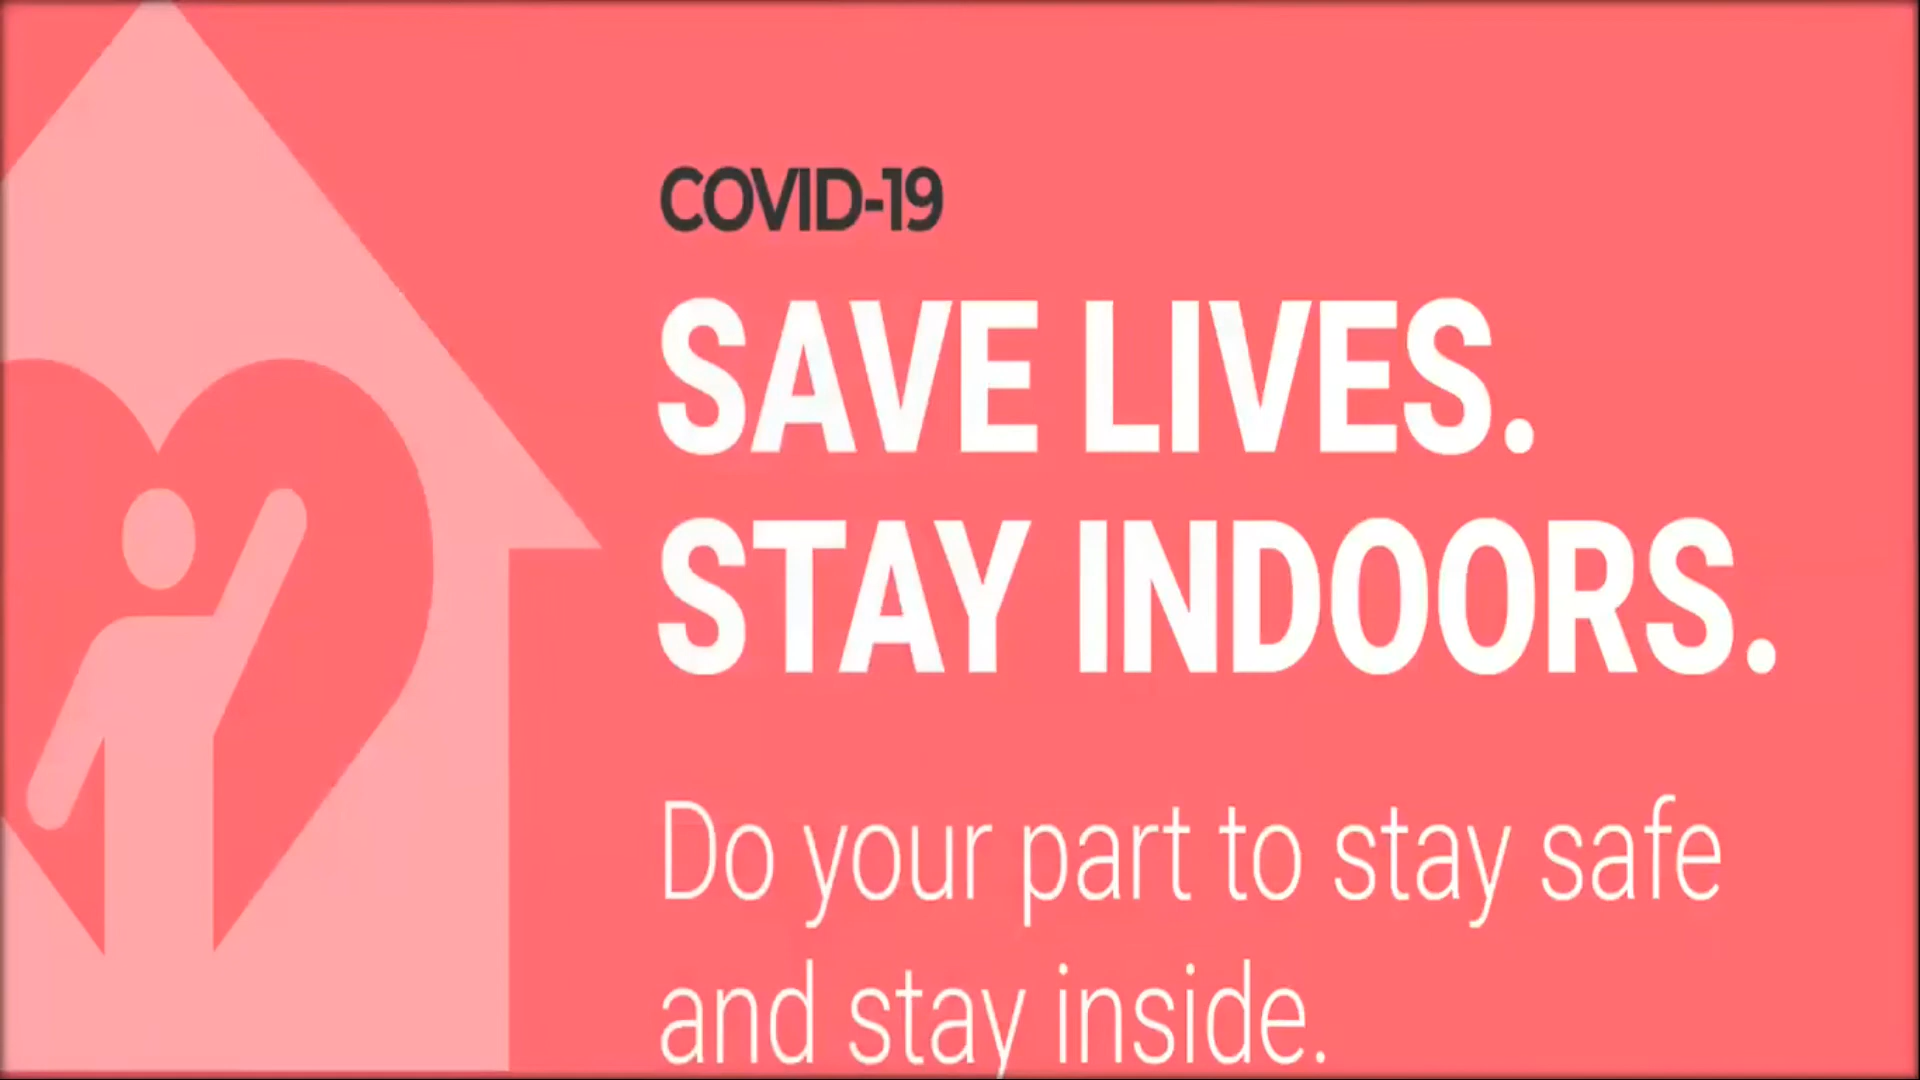 COVID-19
SAVE LIVES.
STAY INDOORS.
Do your part to stay safe
and stay inside.